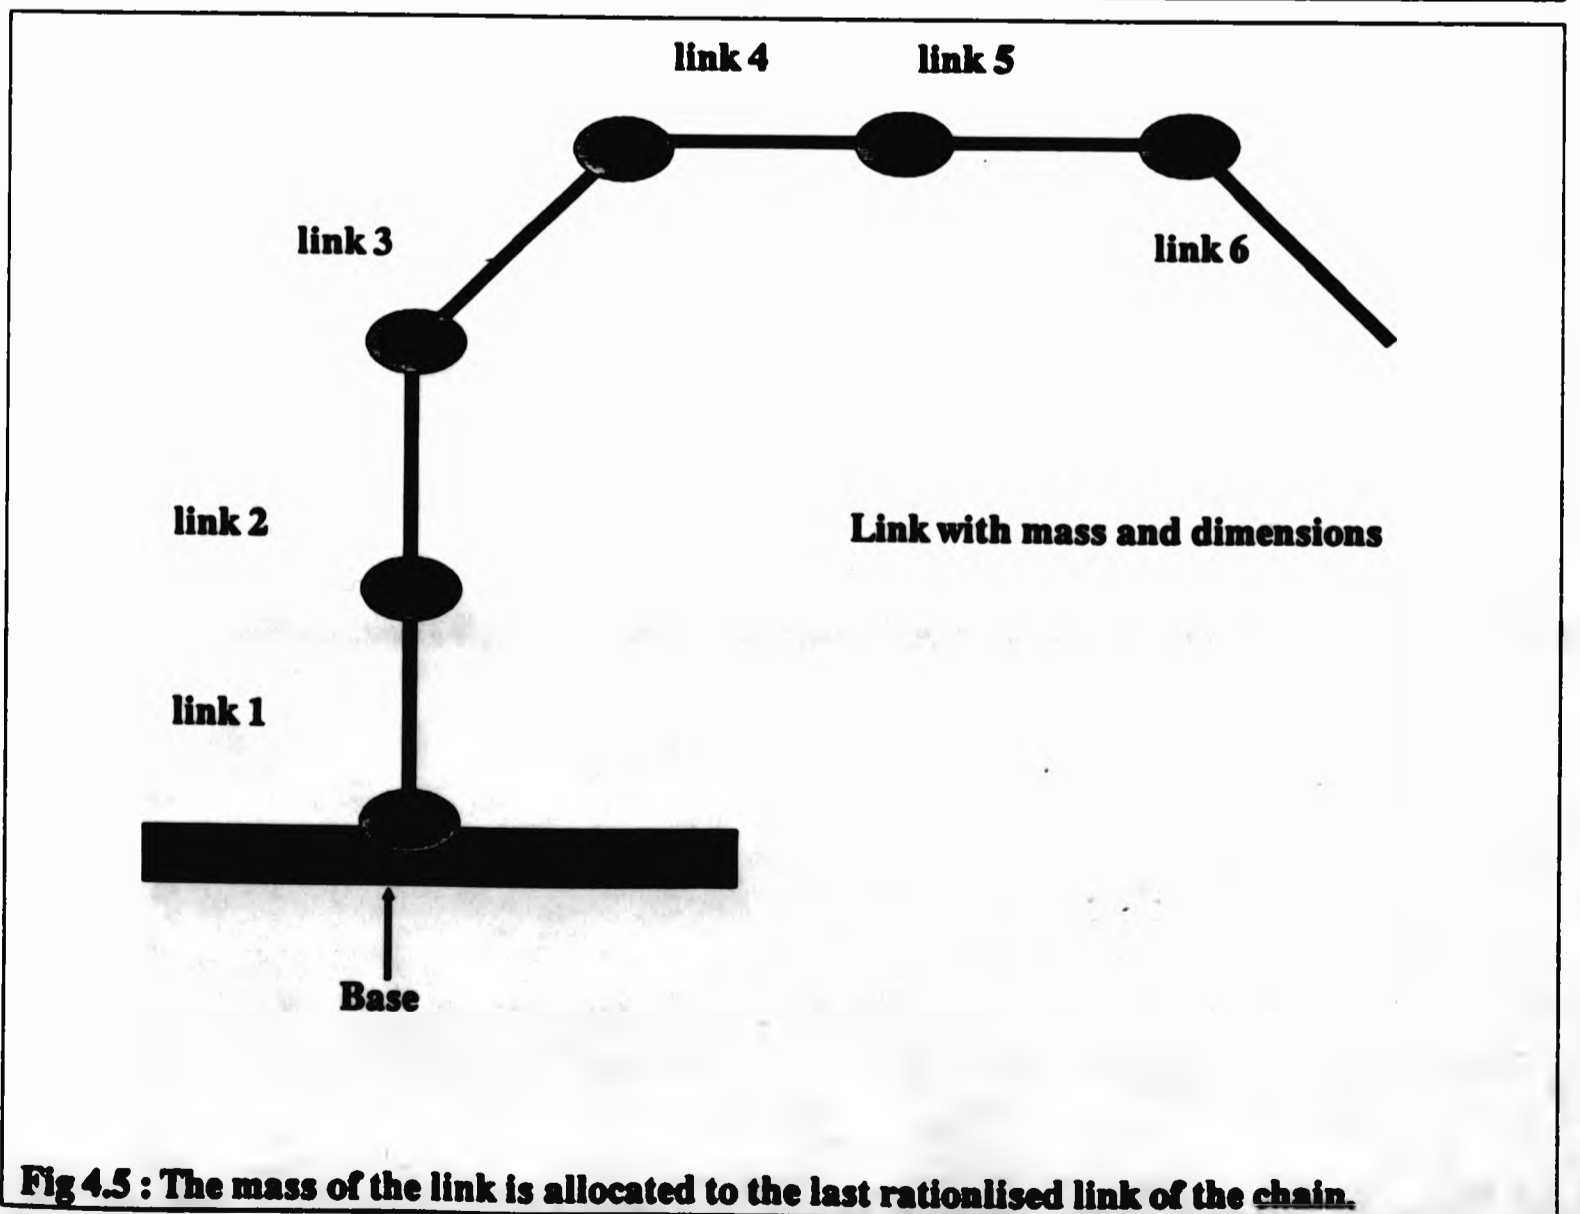 link 4 link 5
link 3
link 6
link 2
Link with mass and dimensions
link 1
Base
Fig 4.5 : The mass of the link is allocated to the last rationlised link of the chain.